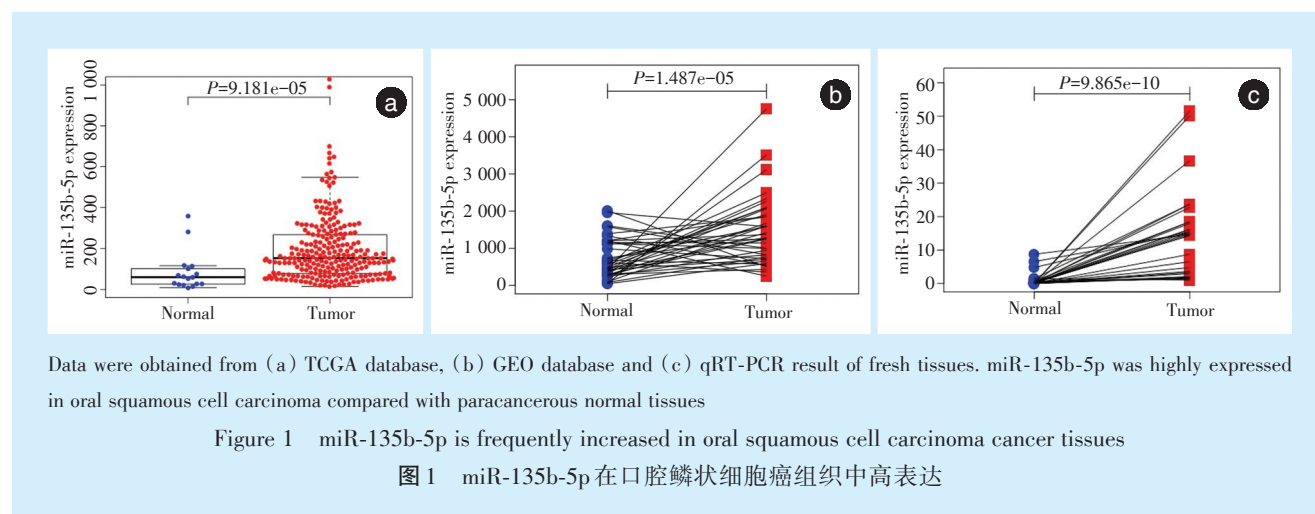 P=9.181e−05
a
miR-135b-5p expression
1 000
800
600
400
200
0
Normal
Tumor
P=1.487e−05
b
miR-135b-5p expression
5 000
4 000
3 000
2 000
1 000
0
Normal
Tumor
P=9.865e−10
c
miR-135b-5p expression
60
50
40
30
20
10
0
Normal
Tumor
Data were obtained from (a) TCGA database, (b) GEO database and (c) qRT-PCR result of fresh tissues. miR-135b-5p was highly expressed
in oral squamous cell carcinoma compared with paracancerous normal tissues
Figure 1 miR-135b-5p is frequently increased in oral squamous cell carcinoma cancer tissues
图1 miR-135b-5p在口腔鳞状细胞癌组织中高表达